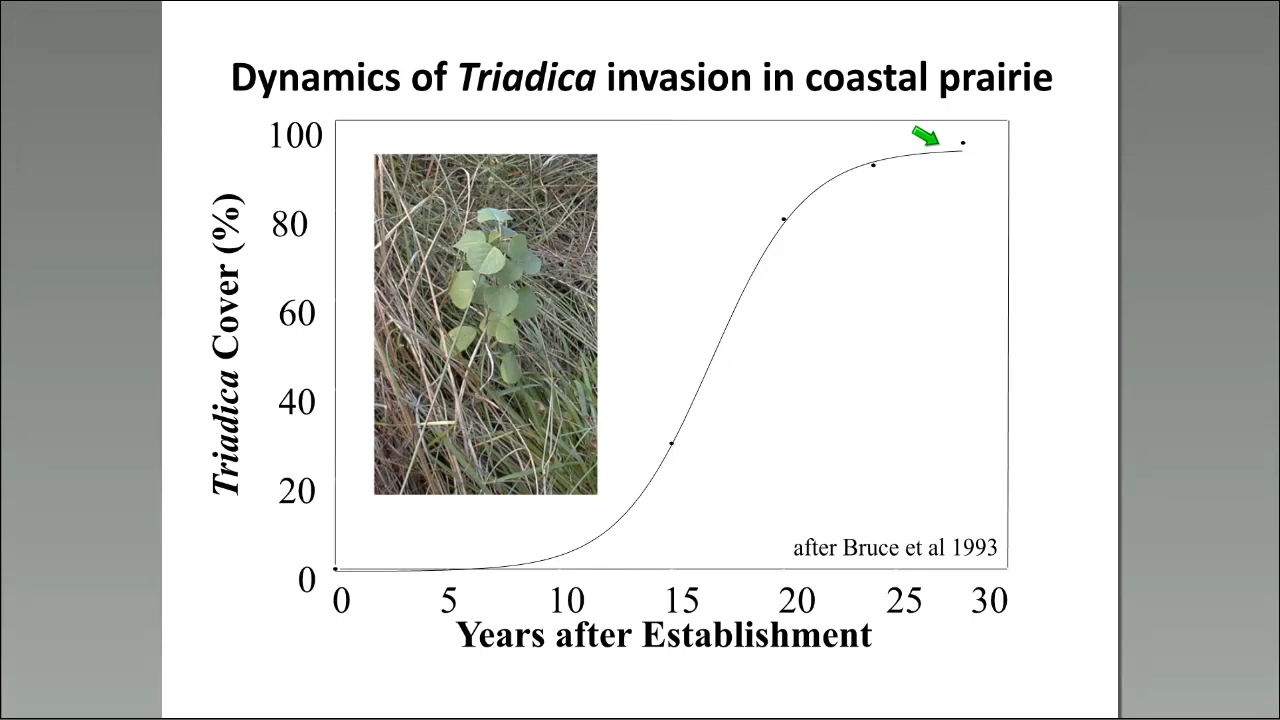 Dynamics of Triadica invasion in coastal prairie
100
80
60
40
20
0
Triadica Cover (%)
after Bruce et al 1993
0 5 10 15 20 25 30
Years after Establishment